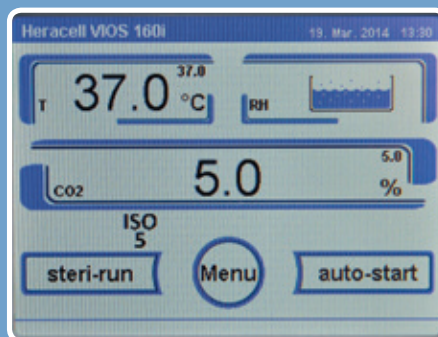 Heracell VIOS 160i 19. Mar. 2014 13:30
T 37.0 °C 37.0 RH
CO2 5.0 % 5.0
ISO
5
steri-run Menu auto-start